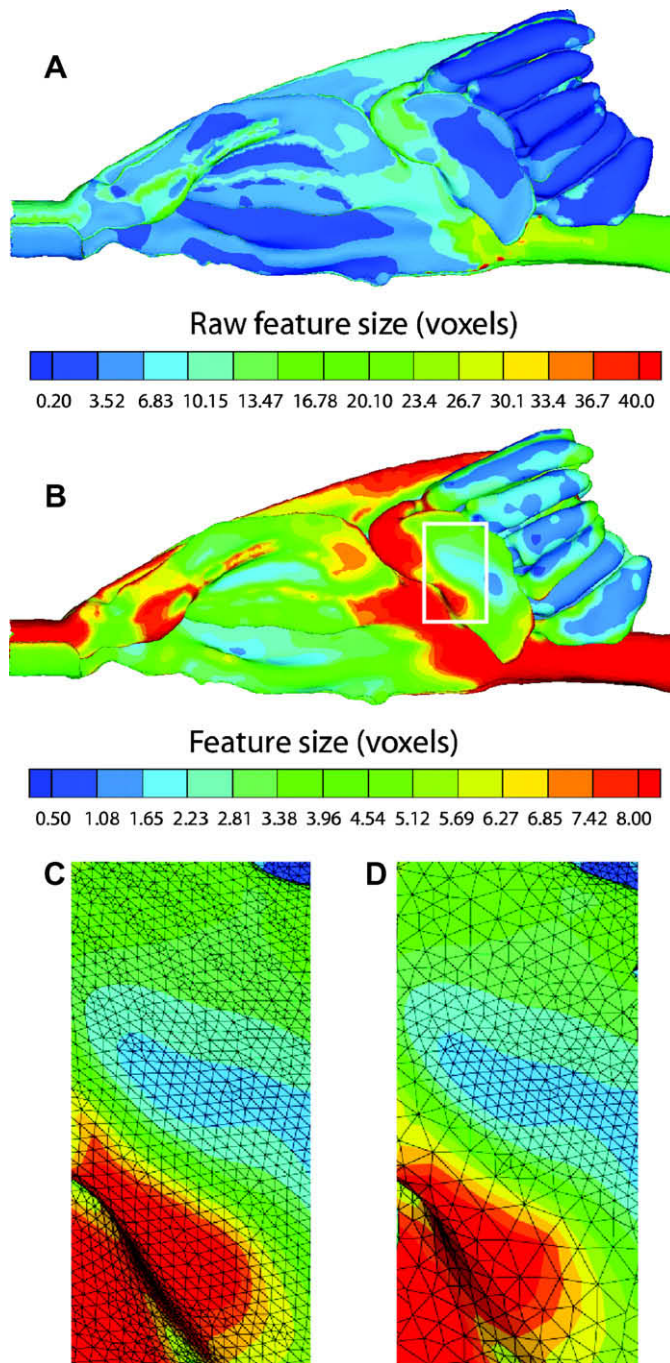 A
Raw feature size (voxels)
0.20 3.52 6.83 10.15 13.47 16.78 20.10 23.4 26.7 30.1 33.4 36.7 40.0
B
Feature size (voxels)
0.50 1.08 1.65 2.23 2.81 3.38 3.96 4.54 5.12 5.69 6.27 6.85 7.42 8.00
C D